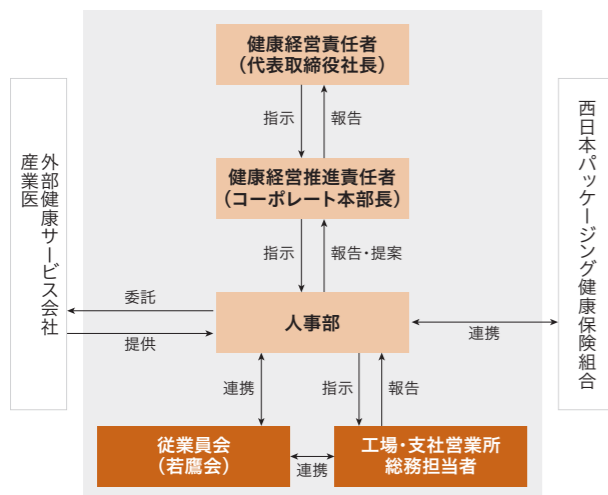 健康経営責任者
（代表取締役社長）
指示
報告
健康経営推進責任者
（コーポレート本部長）
指示
報告・提案
外部健康サービス会社
産業医
委託
提供
人事部
連携
西日本パッケージング健康保険組合
連携
指示
報告
従業員会
（若鷹会）
連携
工場・支社営業所
総務担当者